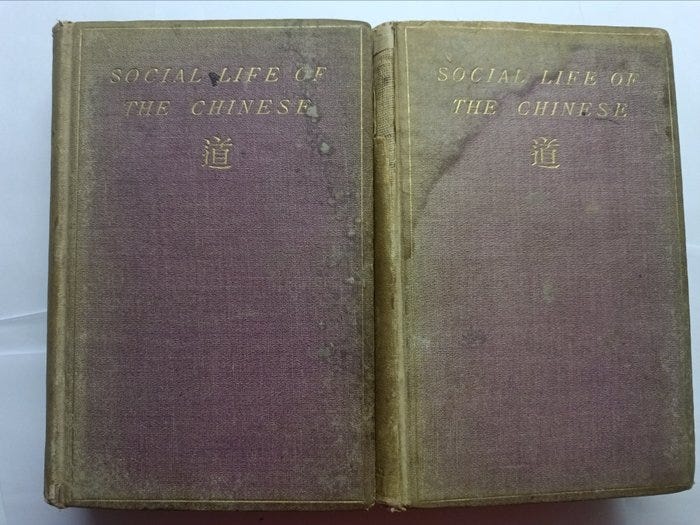 SOCIAL LIFE OF
THE CHINESE
道
SOCIAL LIFE OF
THE CHINESE
道